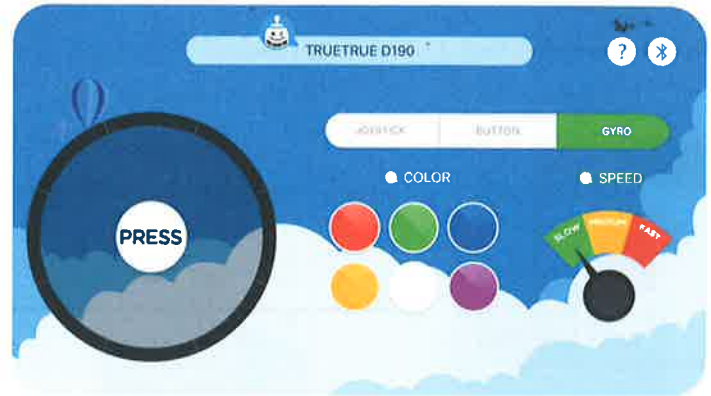 TRUETRUE D190
?
JOYSTICK BUTTON GYRO
COLOR SPEED
PRESS
SLOW MEDIUM FAST